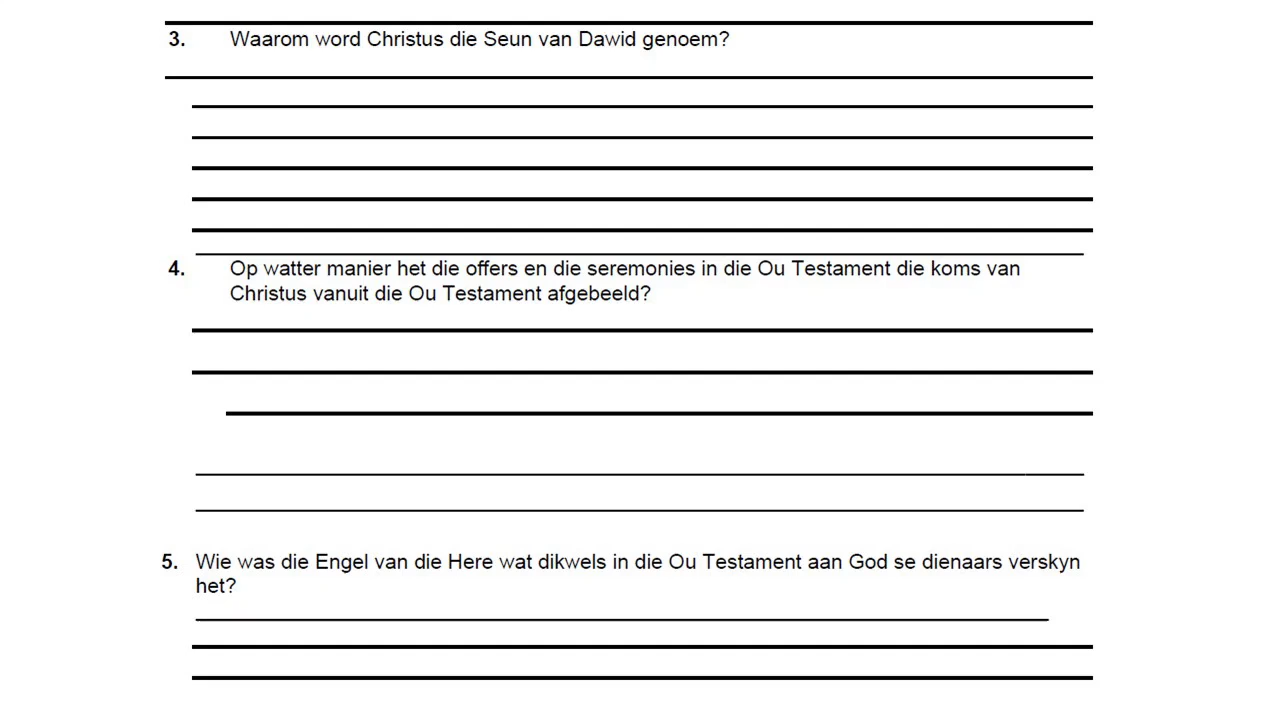 3. Waarom word Christus die Seun van Dawid genoem?
4. Op watter manier het die offers en die seremonies in die Ou Testament die koms van
Christus vanuit die Ou Testament afgebeeld?
5. Wie was die Engel van die Here wat dikwels in die Ou Testament aan God se dienaars verskyn
het?